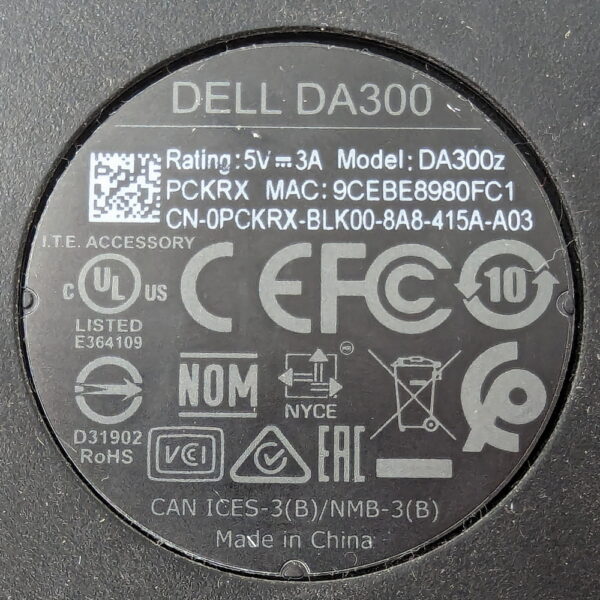 DELL DA300
Rating: 5V⎓3A Model: DA300z
PCKRX MAC: 9CEBE8980FC1
CN-0PCKRX-BLK00-8A8-415A-A03
I.T.E. ACCESSORY
C UL US
LISTED
E364109
CE FC 10
D31902
RoHS
NOM
NYCE
VCI
EAC
CAN ICES-3(B)/NMB-3(B)
Made in China